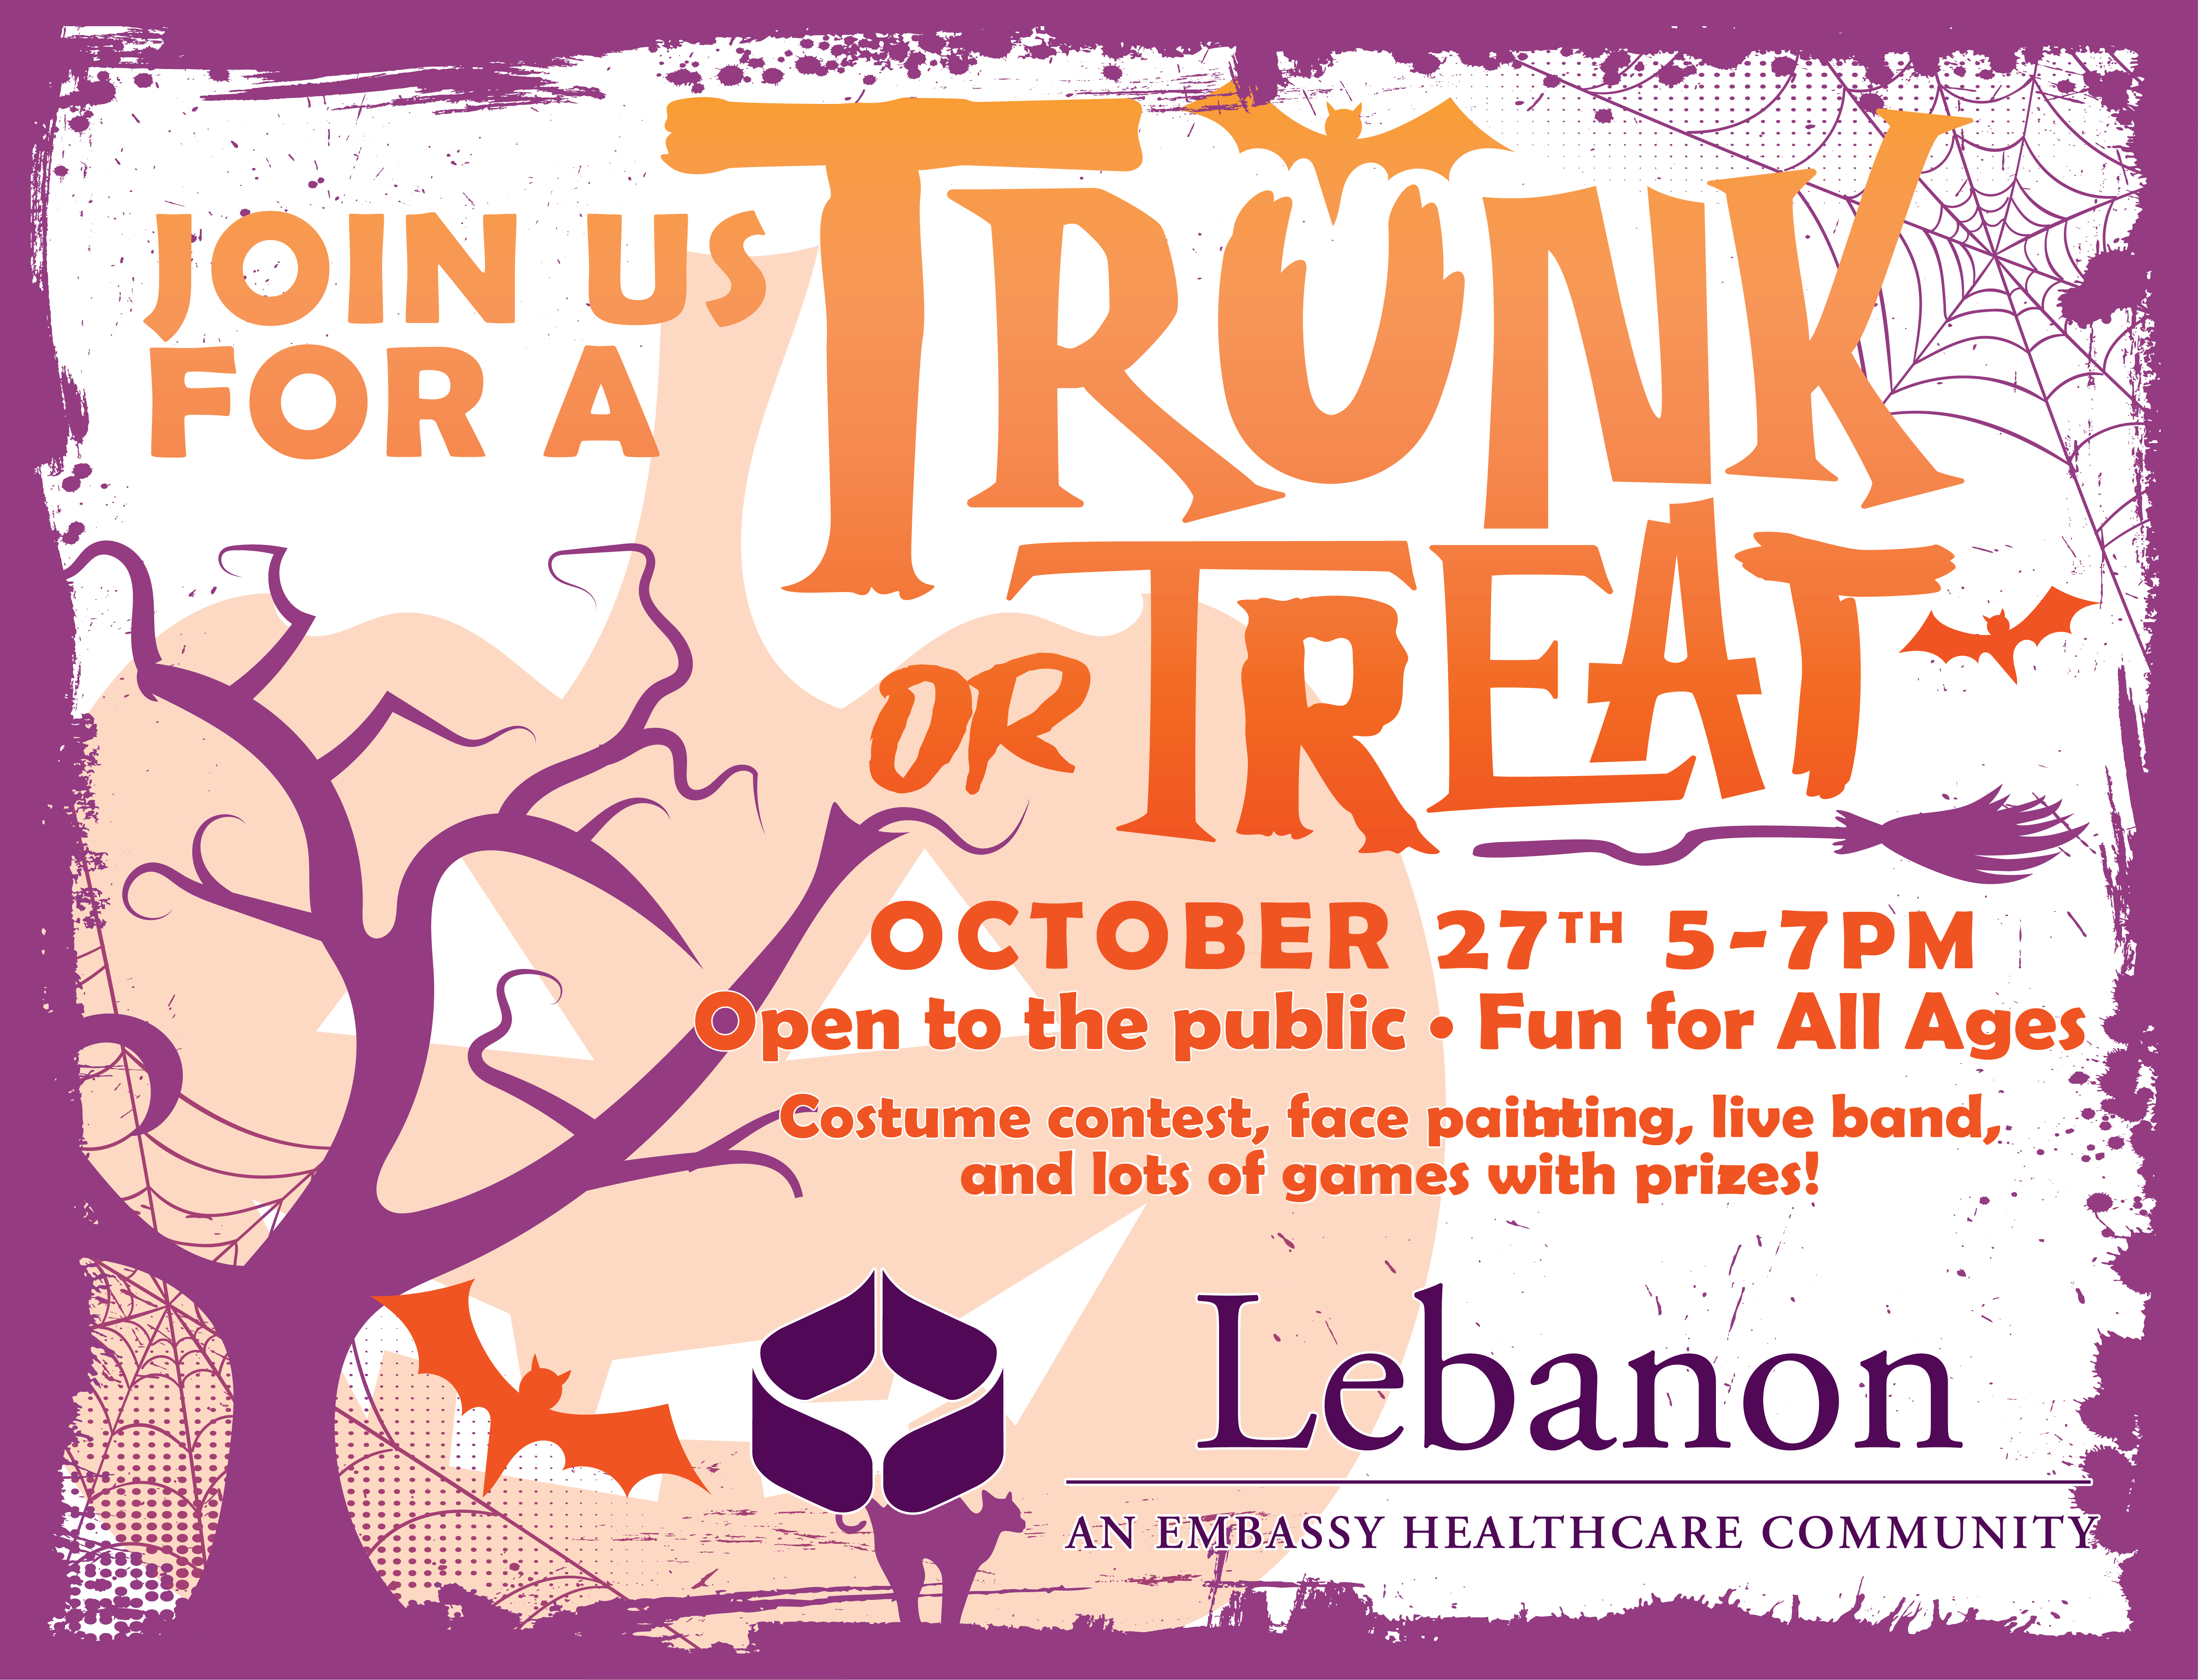 JOIN US
FOR A
TRUNK
OR TREAT
OCTOBER 27TH 5-7PM
Open to the public • Fun for All Ages
Costume contest, face painting, live band,
and lots of games with prizes!
Lebanon
AN EMBASSY HEALTHCARE COMMUNITY